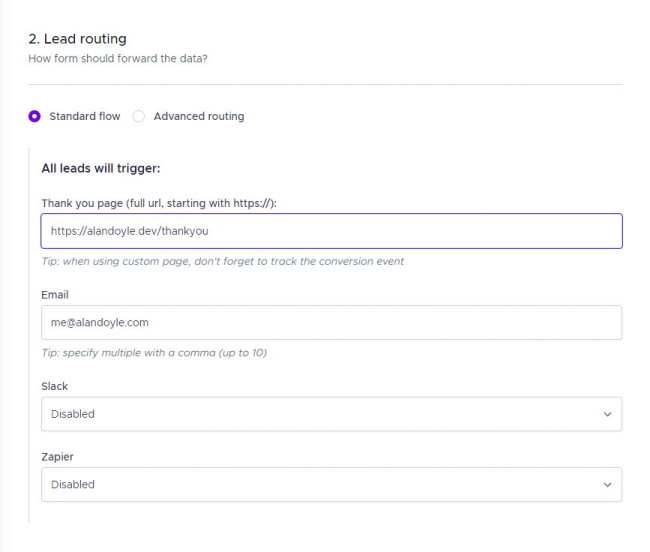 2. Lead routing
How form should forward the data?
Standard flow
Advanced routing
All leads will trigger:
Thank you page (full url, starting with https://):
https://alandoyle.dev/thankyou
Tip: when using custom page, don't forget to track the conversion event
Email
me@alandoyle.com
Tip: specify multiple with a comma (up to 10)
Slack
Disabled
Zapier
Disabled